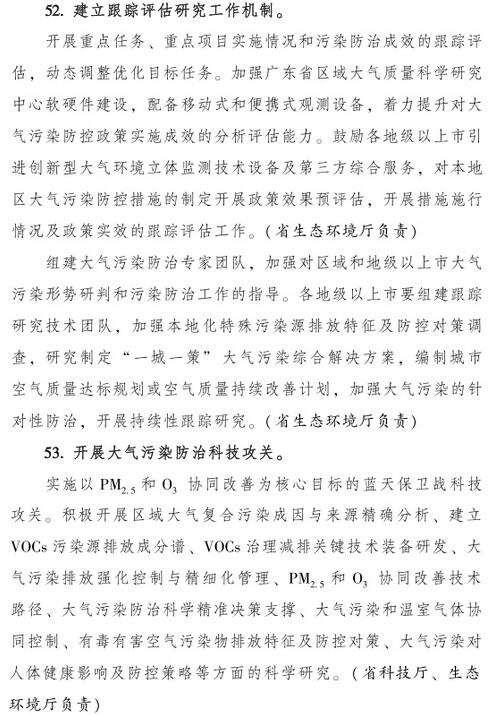 52. 建立跟踪评估研究工作机制。
开展重点任务、重点项目实施情况和污染防治成效的跟踪评
估，动态调整优化目标任务。加强广东省区域大气质量科学研究
中心软硬件建设，配备移动式和便携式观测设备，着力提升对大
气污染防控政策实施成效的分析评估能力。鼓励各地级以上市引
进创新型大气环境立体监测技术设备及第三方综合服务，对本地
区大气污染防控措施的制定开展政策效果预评估，开展措施施行
情况及政策实效的跟踪评估工作。(省生态环境厅负责)
组建大气污染防治专家团队，加强对区域和地级以上市大气
污染形势研判和污染防治工作的指导。各地级以上市要组建跟踪
研究技术团队，加强本地化特殊污染源排放特征及防控对策调
查，研究制定“一城一策”大气污染综合解决方案，编制城市
空气质量达标规划或空气质量持续改善计划，加强大气污染的针
对性防治，开展持续性跟踪研究。(省生态环境厅负责)
53. 开展大气污染防治科技攻关。
实施以 PM2.5 和 O3 协同改善为核心目标的蓝天保卫战科技
攻关。积极开展区域大气复合污染成因与来源精确分析、建立
VOCs 污染源排放成分谱、VOCs 治理减排关键技术装备研发、大
气污染排放强化控制与精细化管理、PM2.5 和 O3 协同改善技术
路径、大气污染防治科学精准决策支撑、大气污染和温室气体协
同控制、有毒有害空气污染物排放特征及防控对策、大气污染对
人体健康影响及防控策略等方面的科学研究。(省科技厅、生态
环境厅负责)